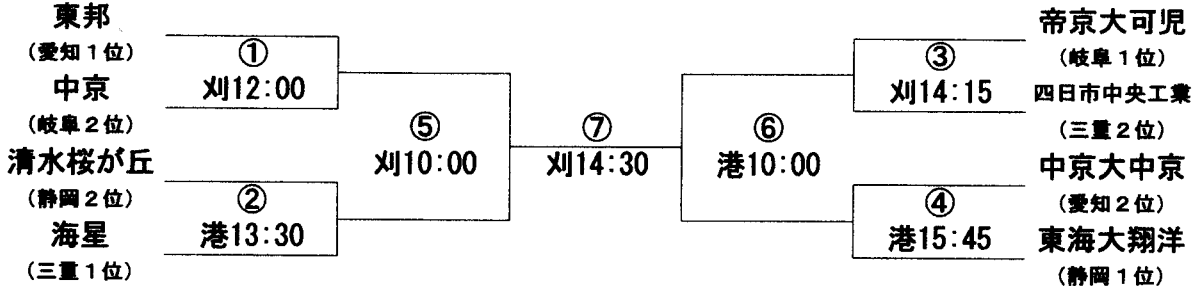 東邦
(愛知1位)
①
刈12:00
中京
(岐阜2位)
清水桜が丘
(静岡2位)
②
港13:30
海星
(三重1位)
⑤
刈10:00
⑦
刈14:30
⑥
港10:00
帝京大可児
(岐阜1位)
③
刈14:15
四日市中央工業
(三重2位)
中京大中京
(愛知2位)
④
港15:45
東海大翔洋
(静岡1位)